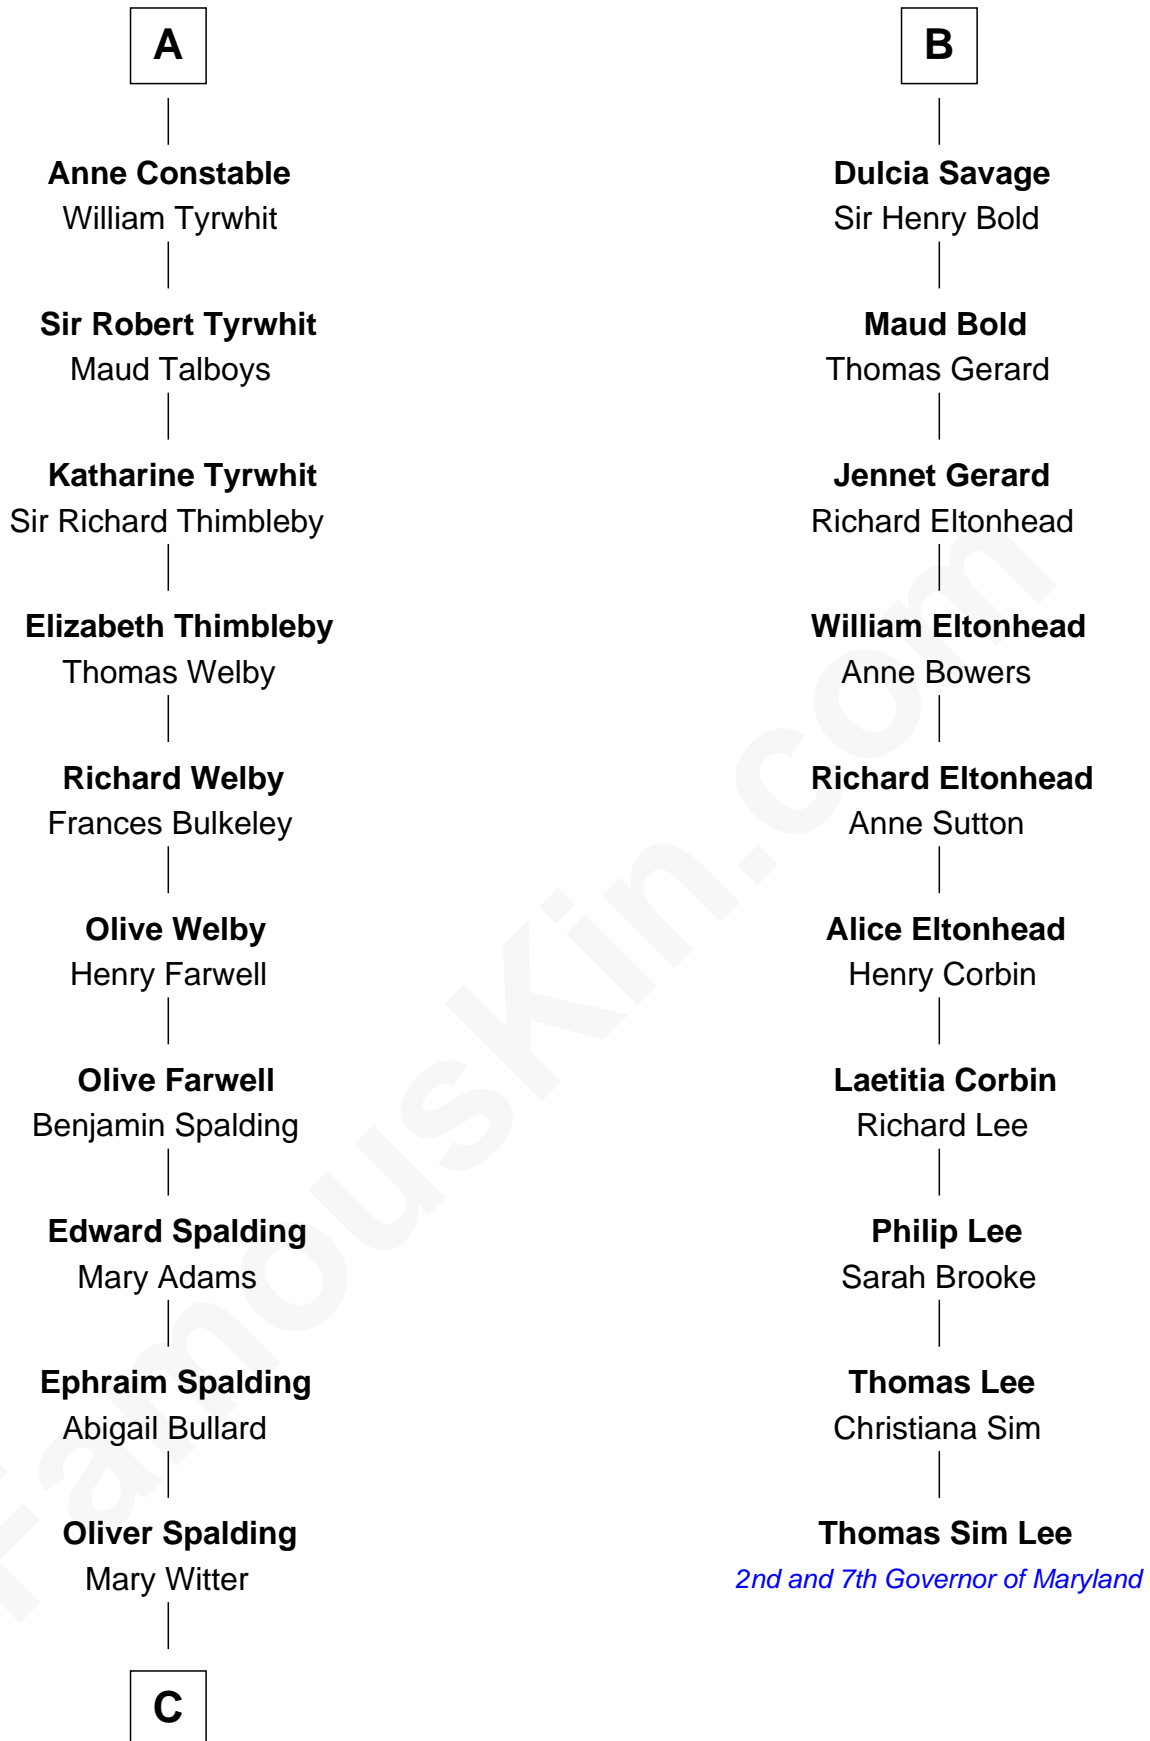 A
Anne Constable
William Tyrwhit
Sir Robert Tyrwhit
Maud Talboys
Katharine Tyrwhit
Sir Richard Thimbleby
Elizabeth Thimbleby
Thomas Welby
Richard Welby
Frances Bulkeley
Olive Welby
Henry Farwell
Olive Farwell
Benjamin Spalding
Edward Spalding
Mary Adams
Ephraim Spalding
Abigail Bullard
Oliver Spalding
Mary Witter
C
B
Dulcia Savage
Sir Henry Bold
Maud Bold
Thomas Gerard
Jennet Gerard
Richard Eltonhead
William Eltonhead
Anne Bowers
Richard Eltonhead
Anne Sutton
Alice Eltonhead
Henry Corbin
Laetitia Corbin
Richard Lee
Philip Lee
Sarah Brooke
Thomas Lee
Christiana Sim
Thomas Sim Lee
2nd and 7th Governor of Maryland
FamousKin.com